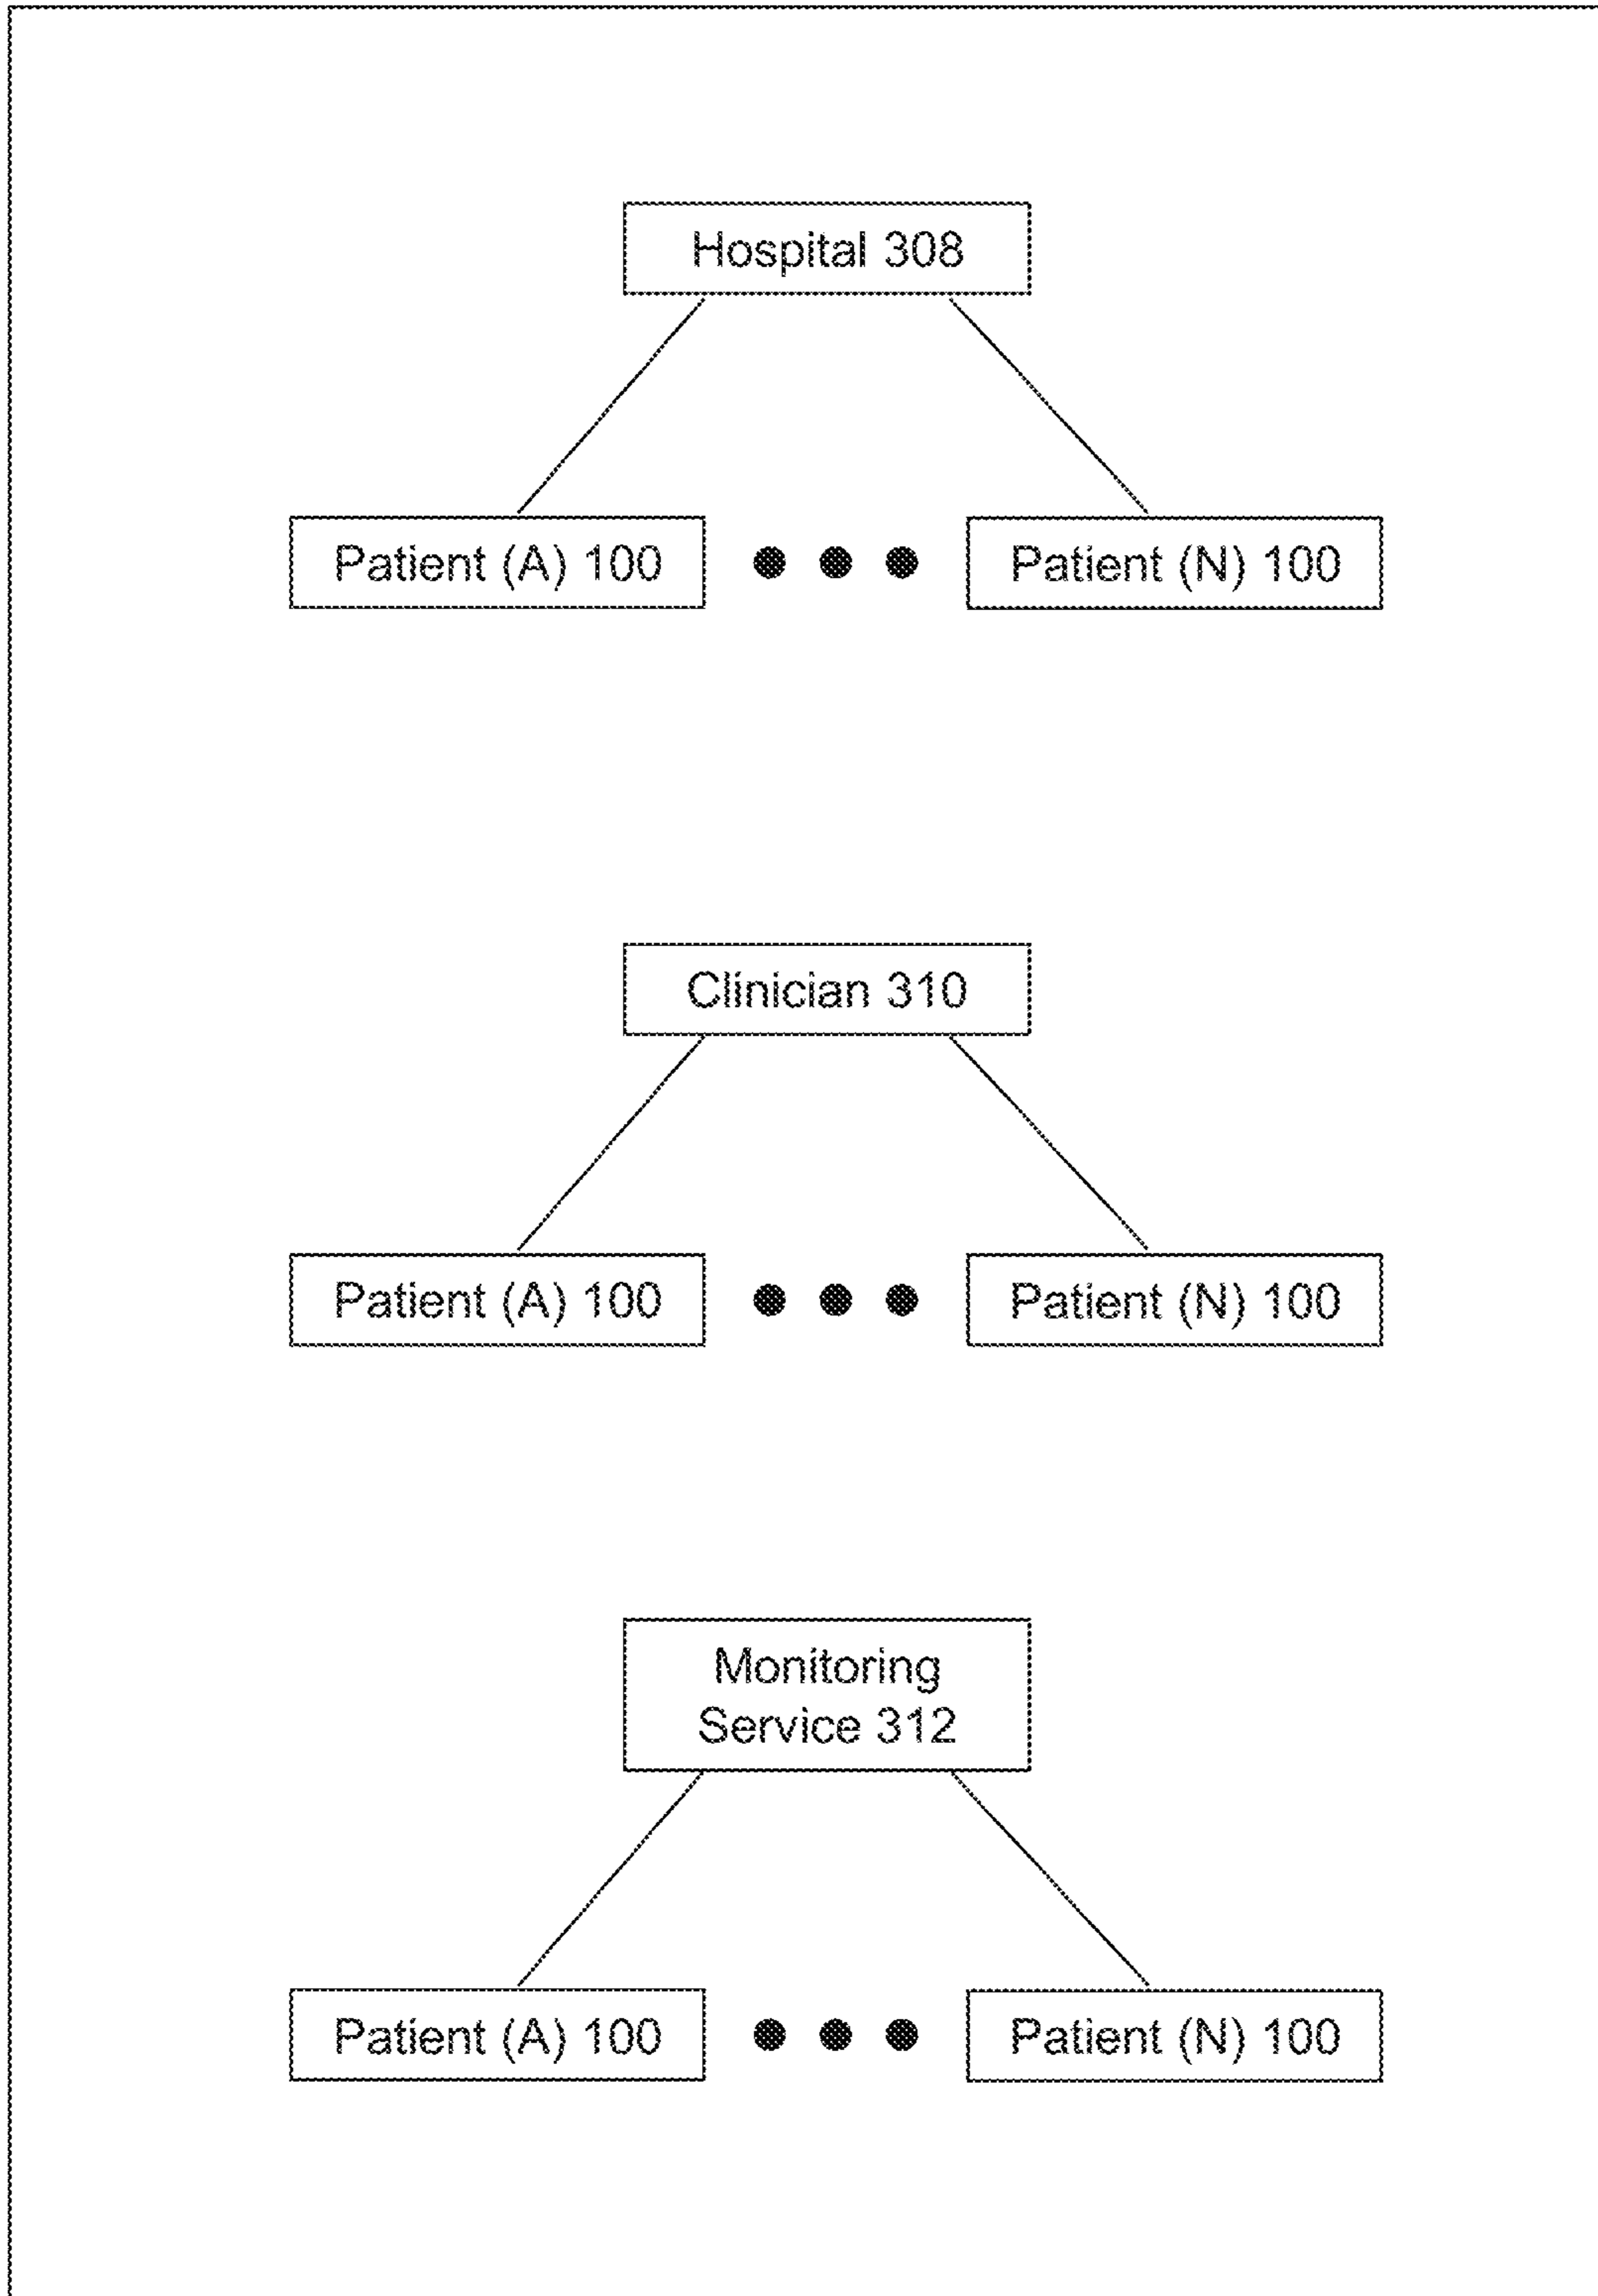 Hospital 308
Patient (A) 100
Patient (N) 100
Clinician 310
Patient (A) 100
Patient (N) 100
Monitoring
Service 312
Patient (A) 100
Patient (N) 100